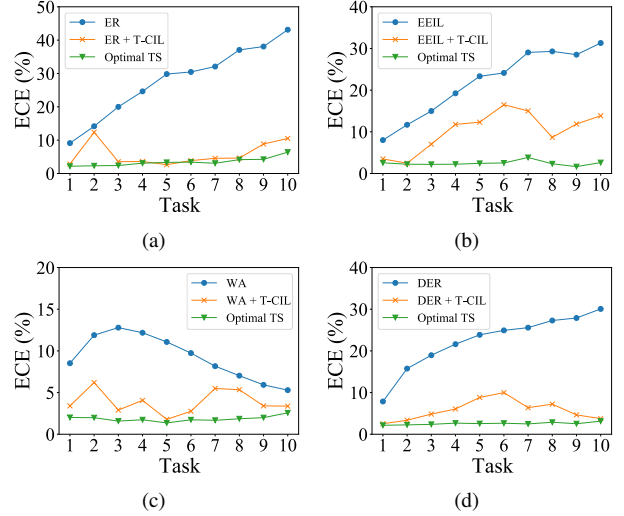 50
40
30
20
10
0
ECE (%)
ER
ER + T-CIL
Optimal TS
1 2 3 4 5 6 7 8 9 10
Task
(a)
40
30
20
10
0
ECE (%)
EEIL
EEIL + T-CIL
Optimal TS
1 2 3 4 5 6 7 8 9 10
Task
(b)
20
15
10
5
0
ECE (%)
WA
WA + T-CIL
Optimal TS
1 2 3 4 5 6 7 8 9 10
Task
(c)
40
30
20
10
0
ECE (%)
DER
DER + T-CIL
Optimal TS
1 2 3 4 5 6 7 8 9 10
Task
(d)